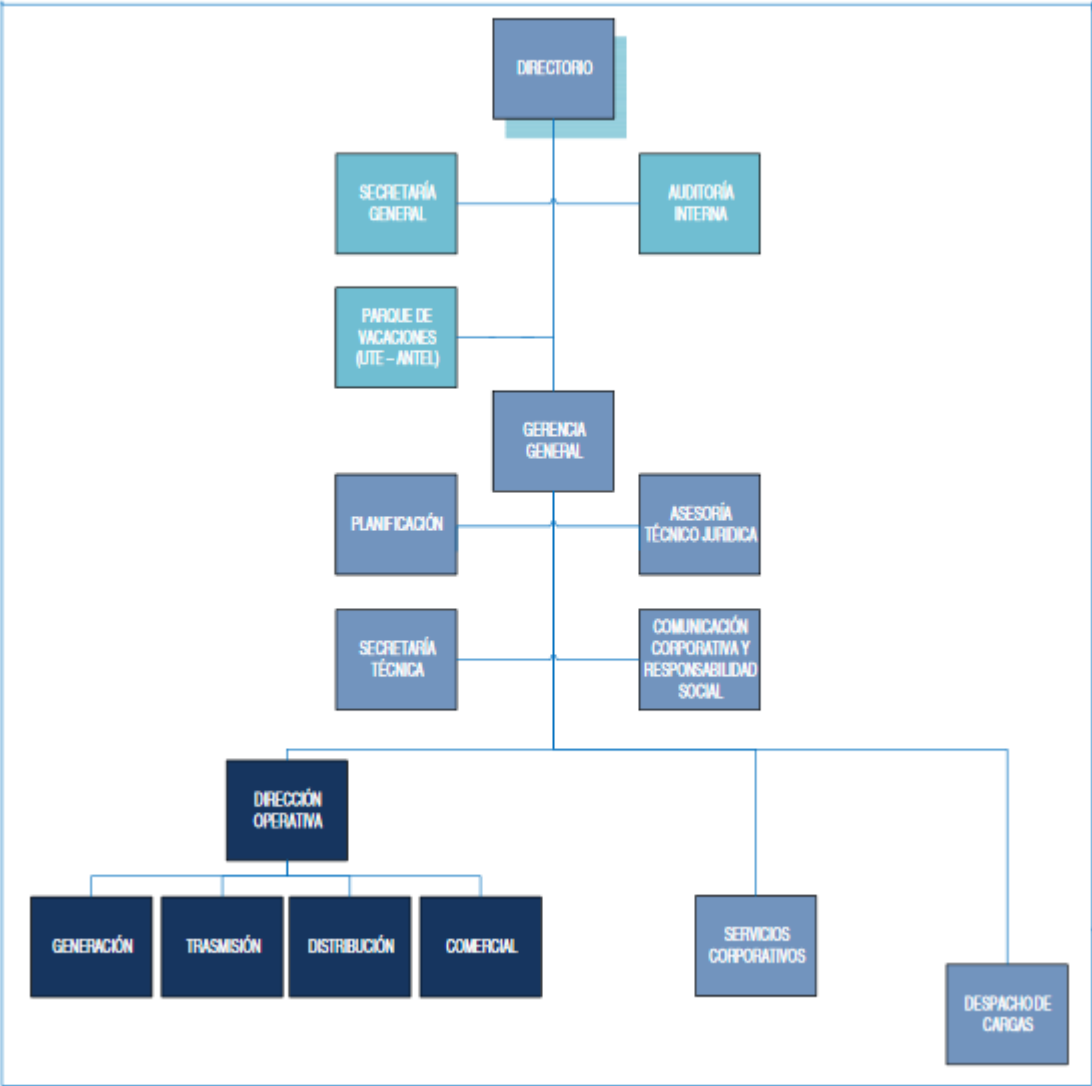 DIRECTORIO
SECRETARÍA
GENERAL
AUDITORÍA
INTERNA
PARQUE DE
VACACIONES
(UTE – ANTEL)
GERENCIA
GENERAL
PLANIFICACIÓN
ASESORÍA
TÉCNICO JURIDICA
SECRETARÍA
TÉCNICA
COMUNICACIÓN
CORPORATIVA Y
RESPONSABILIDAD
SOCIAL
DIRECCIÓN
OPERATIVA
GENERACIÓN
TRASMISIÓN
DISTRIBUCIÓN
COMERCIAL
SERVICIOS
CORPORATIVOS
DESPACHO DE
CARGAS